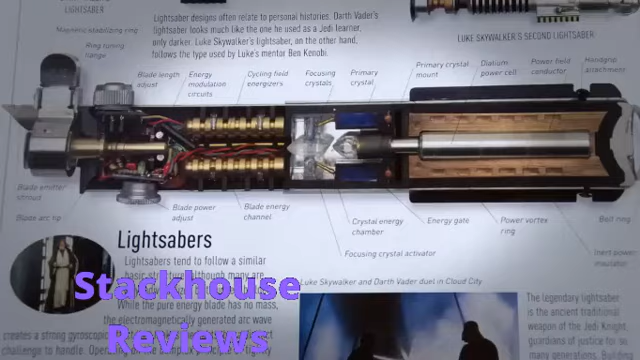 LIGHTSABER
Magnetic stabilizing ring
Ring tuning
flange
Lightsaber designs often relate to personal histories. Darth Vader's
lightsaber looks much like the one he used as a Jedi learner,
only darker. Luke Skywalker's lightsaber, on the other hand,
follows the type used by Luke's mentor Ben Kenobi.
LUKE SKYWALKER'S SECOND LIGHTSABER
Blade length
adjust
Energy
modulation
circuits
Cycling field
energizers
Focusing
crystals
Primary
crystal
Primary crystal
mount
Diatium
power cell
Power field
conductor
Handgrip
attachment
Blade emitter
shroud
Blade arc tip
Blade power
adjust
Blade energy
channel
Crystal energy
chamber
Focusing crystal activator
Energy gate
Power vortex
ring
Belt ring
Inert power
insulator
Lightsabers
Lightsabers tend to follow a similar
although many are
While the pure energy blade has no mass,
the electromagnetically generated arc wave
creates a strong gyroscopic
challenge to handle.
Stackhouse
Reviews
Luke Skywalker and Darth Vader duel in Cloud City
The legendary lightsaber
is the ancient traditional
weapon of the Jedi Knight,
guardians of justice for so
many generations.